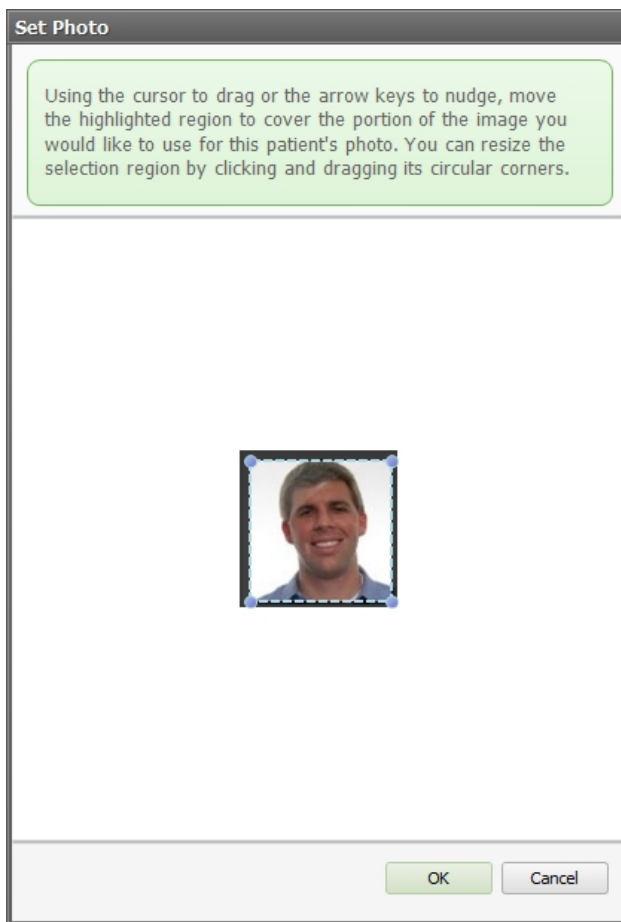 Set Photo
Using the cursor to drag or the arrow keys to nudge, move
the highlighted region to cover the portion of the image you
would like to use for this patient's photo. You can resize the
selection region by clicking and dragging its circular corners.
OK
Cancel